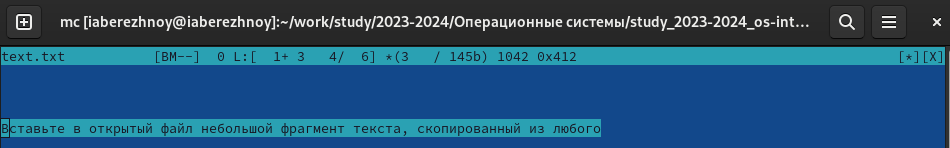 mc [iaberezhnoy@iaberezhnoy]:~/work/study/2023-2024/Операционные системы/study_2023-2024_os-int…
text.txt [BM--] 0 L:[ 1+ 3 4/ 6] *(3 / 145b) 1042 0x412 [*][X]
Вставьте в открытый файл небольшой фрагмент текста, скопированный из любого